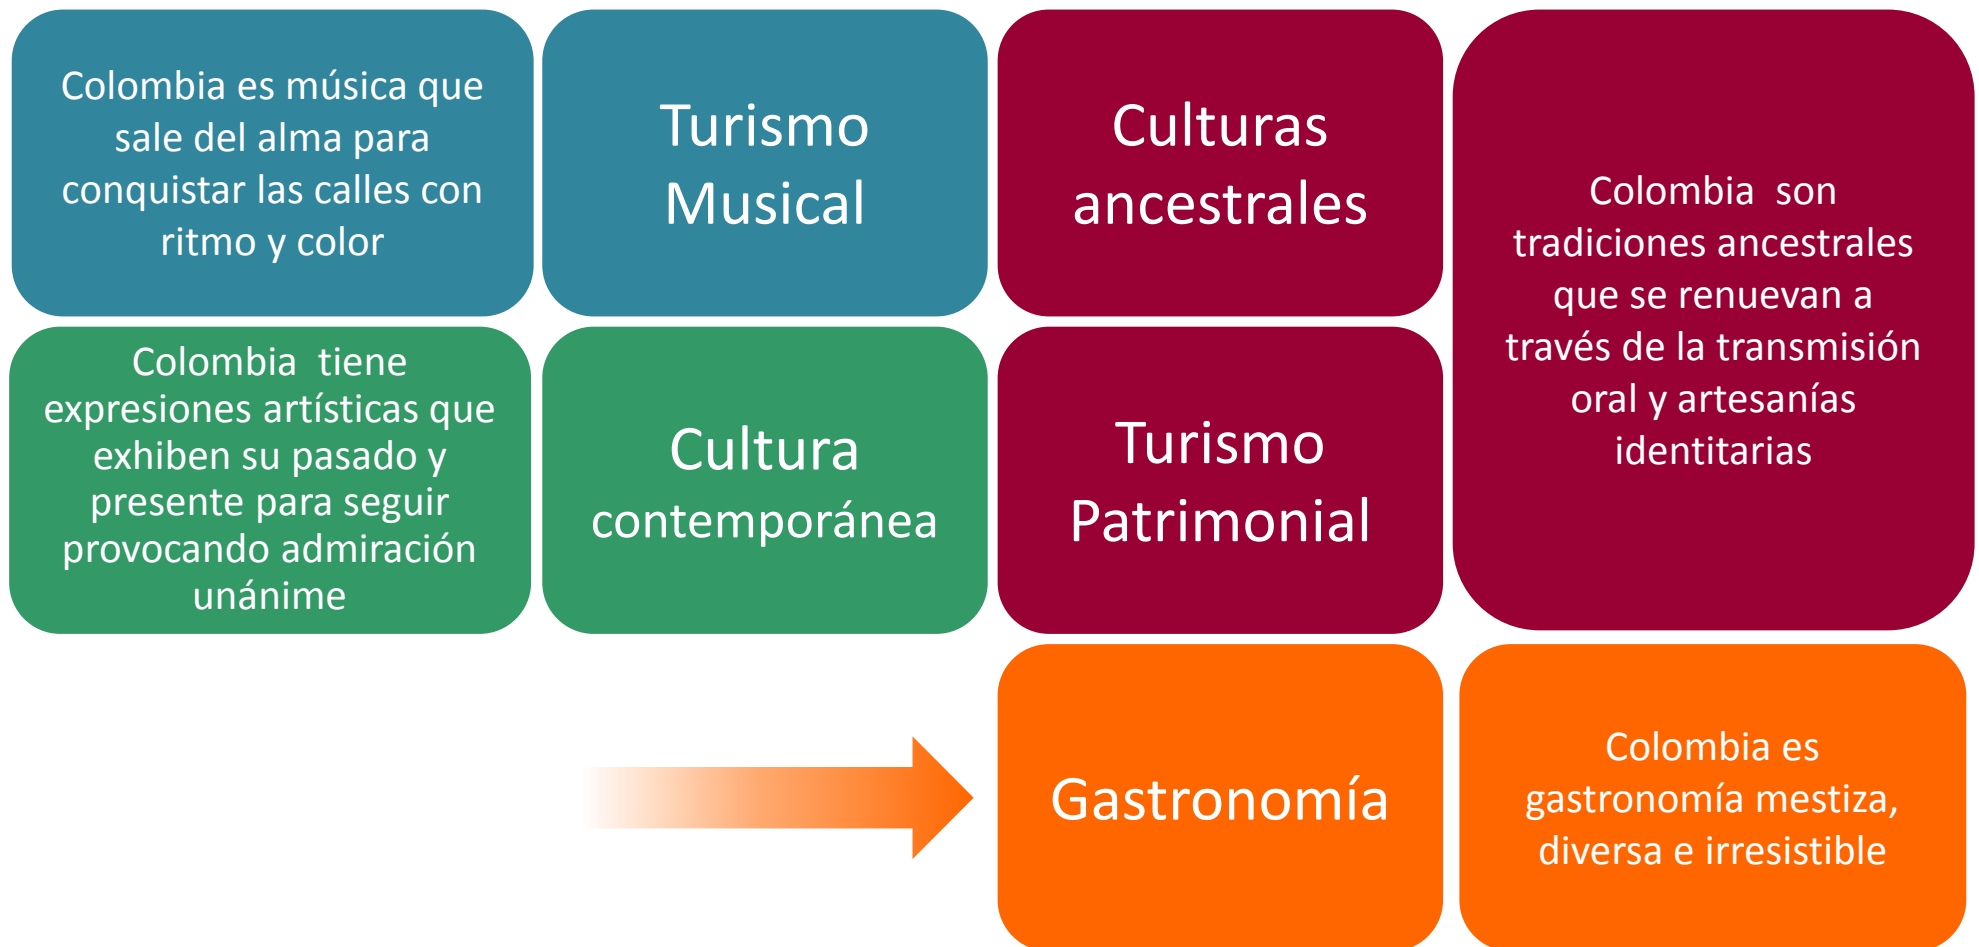 Colombia es música que
sale del alma para
conquistar las calles con
ritmo y color
Turismo
Musical
Culturas
ancestrales
Colombia  son
tradiciones ancestrales
que se renuevan a
través de la transmisión
oral y artesanías
identitarias
Colombia  tiene
expresiones artísticas que
exhiben su pasado y
presente para seguir
provocando admiración
unánime
Cultura
contemporánea
Turismo
Patrimonial
Gastronomía
Colombia es
gastronomía mestiza,
diversa e irresistible